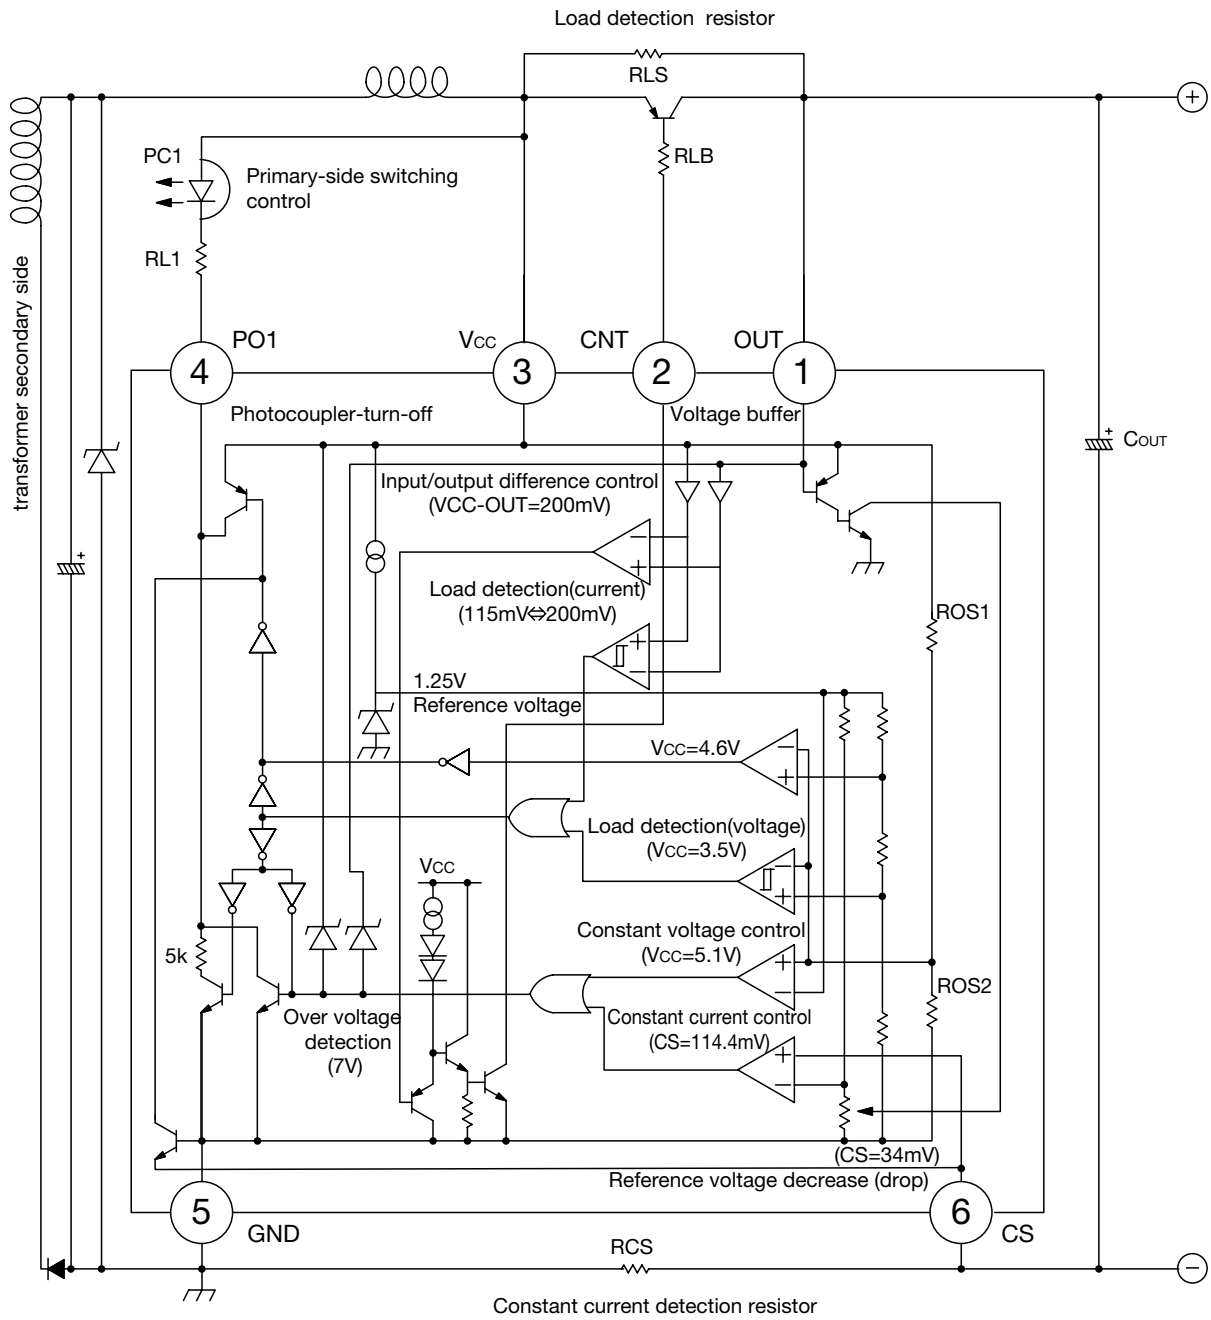 Load detection resistor
RLS
+
PC1
RLB
Primary-side switching
control
RL1
transformer secondary side
PO1
VCC
CNT
OUT
4
3
2
1
Photocoupler-turn-off
Voltage buffer
+
COUT
Input/output difference control
(VCC-OUT=200mV)
−
+
+
Load detection(current)
(115mV⇔200mV)
ROS1
+
−
1.25V
Reference voltage
VCC=4.6V
−
+
Load detection(voltage)
(VCC=3.5V)
−
+
VCC
Constant voltage control
(VCC=5.1V)
+
−
5k
ROS2
Over voltage
detection
(7V)
Constant current control
(CS=114.4mV)
+
−
(CS=34mV)
Reference voltage decrease (drop)
5
GND
6
CS
RCS
−
Constant current detection resistor